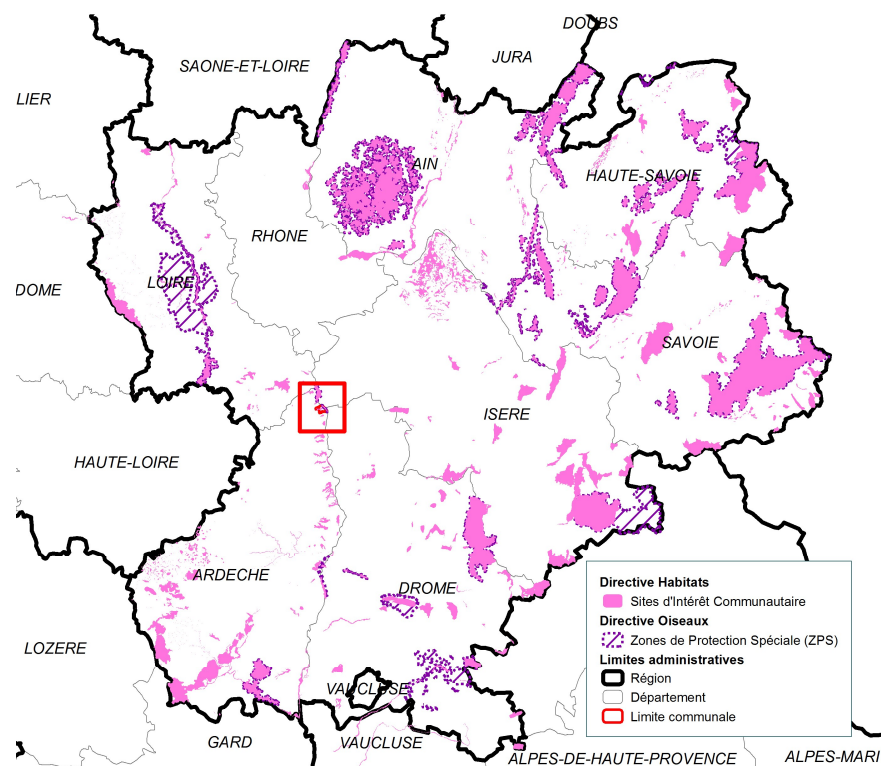 DOUBS
JURA
SAONE-ET-LOIRE
LIER
AIN
HAUTE-SAVOIE
RHONE
LOIRE
DOME
SAVOIE
ISERE
HAUTE-LOIRE
ARDECHE
DROME
LOZERE
VAUCLUSE
GARD
VAUCLUSE
ALPES-DE-HAUTE-PROVENCE
ALPES-MARI
Directive Habitats
Sites d'Intérêt Communautaire
Directive Oiseaux
Zones de Protection Spéciale (ZPS)
Limites administratives
Région
Département
Limite communale